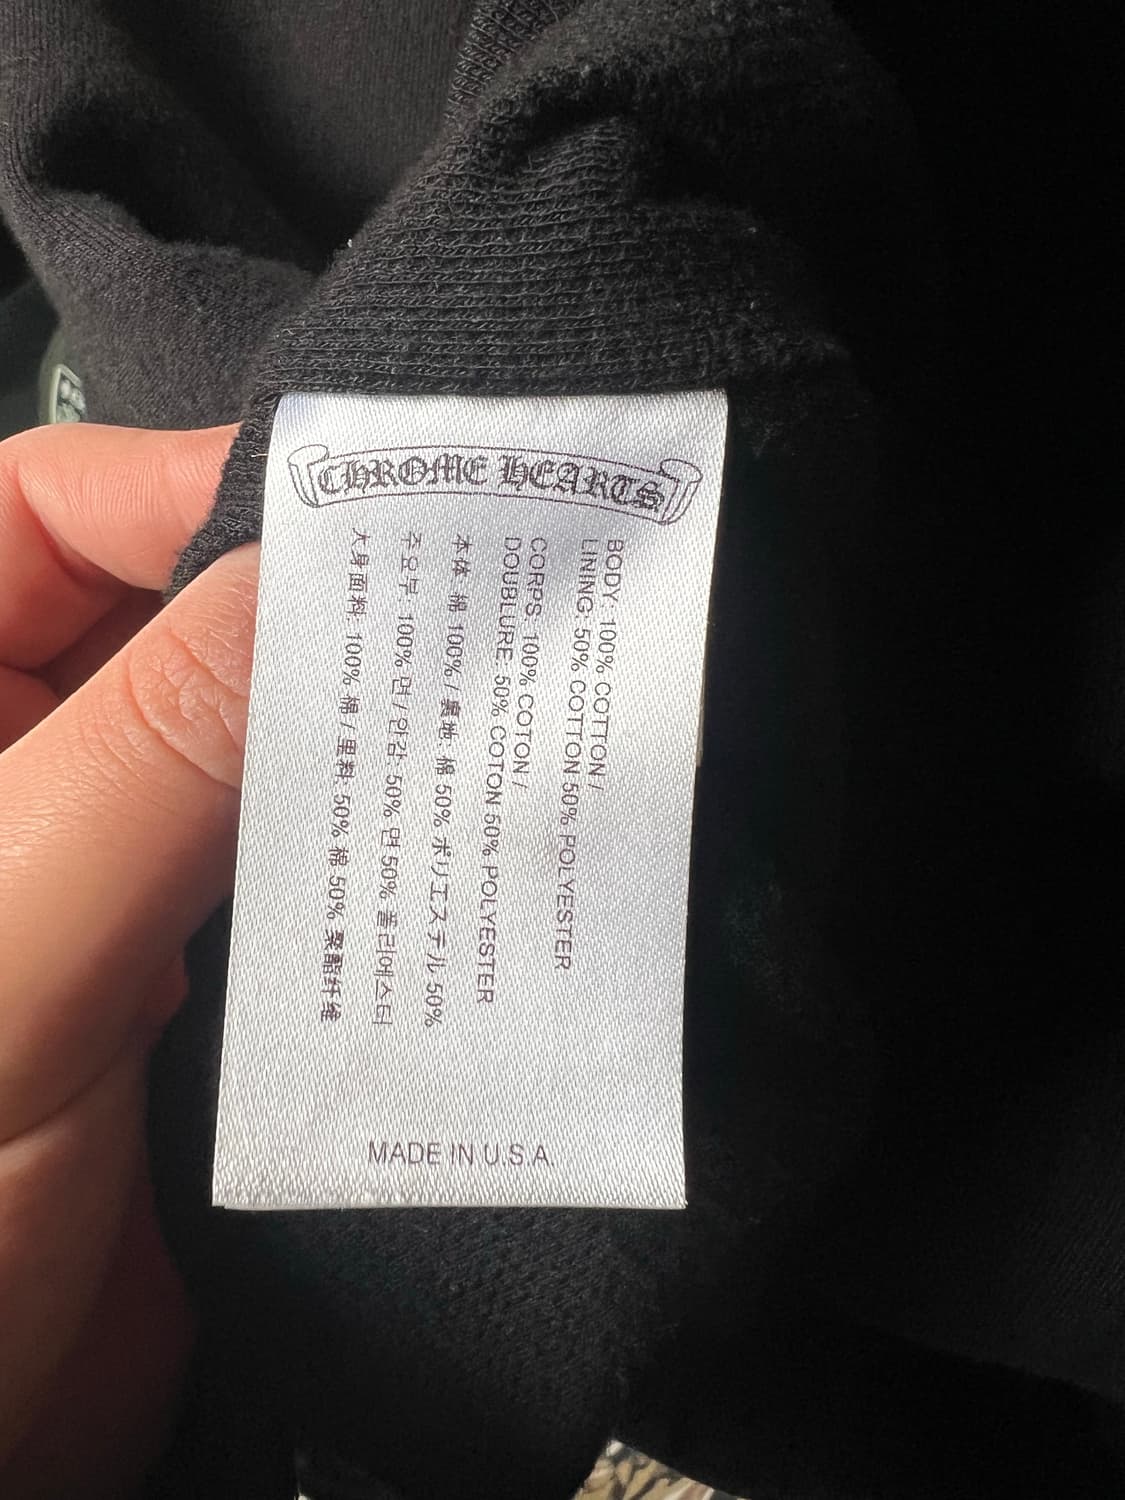 CHROME HEARTS
BODY: 100% COTTON /
LINING: 50% COTTON 50% POLYESTER
CORPS: 100% COTON /
DOUBLURE: 50% COTON 50% POLYESTER
本体: 棉 100% / 裏地: 棉 50% ポリエステル 50%
주요부: 100% 면 / 안감: 50% 면 50% 폴리에스터
大身面料: 100% 棉 / 里料: 50% 棉 50% 聚酯纤维
MADE IN U.S.A.